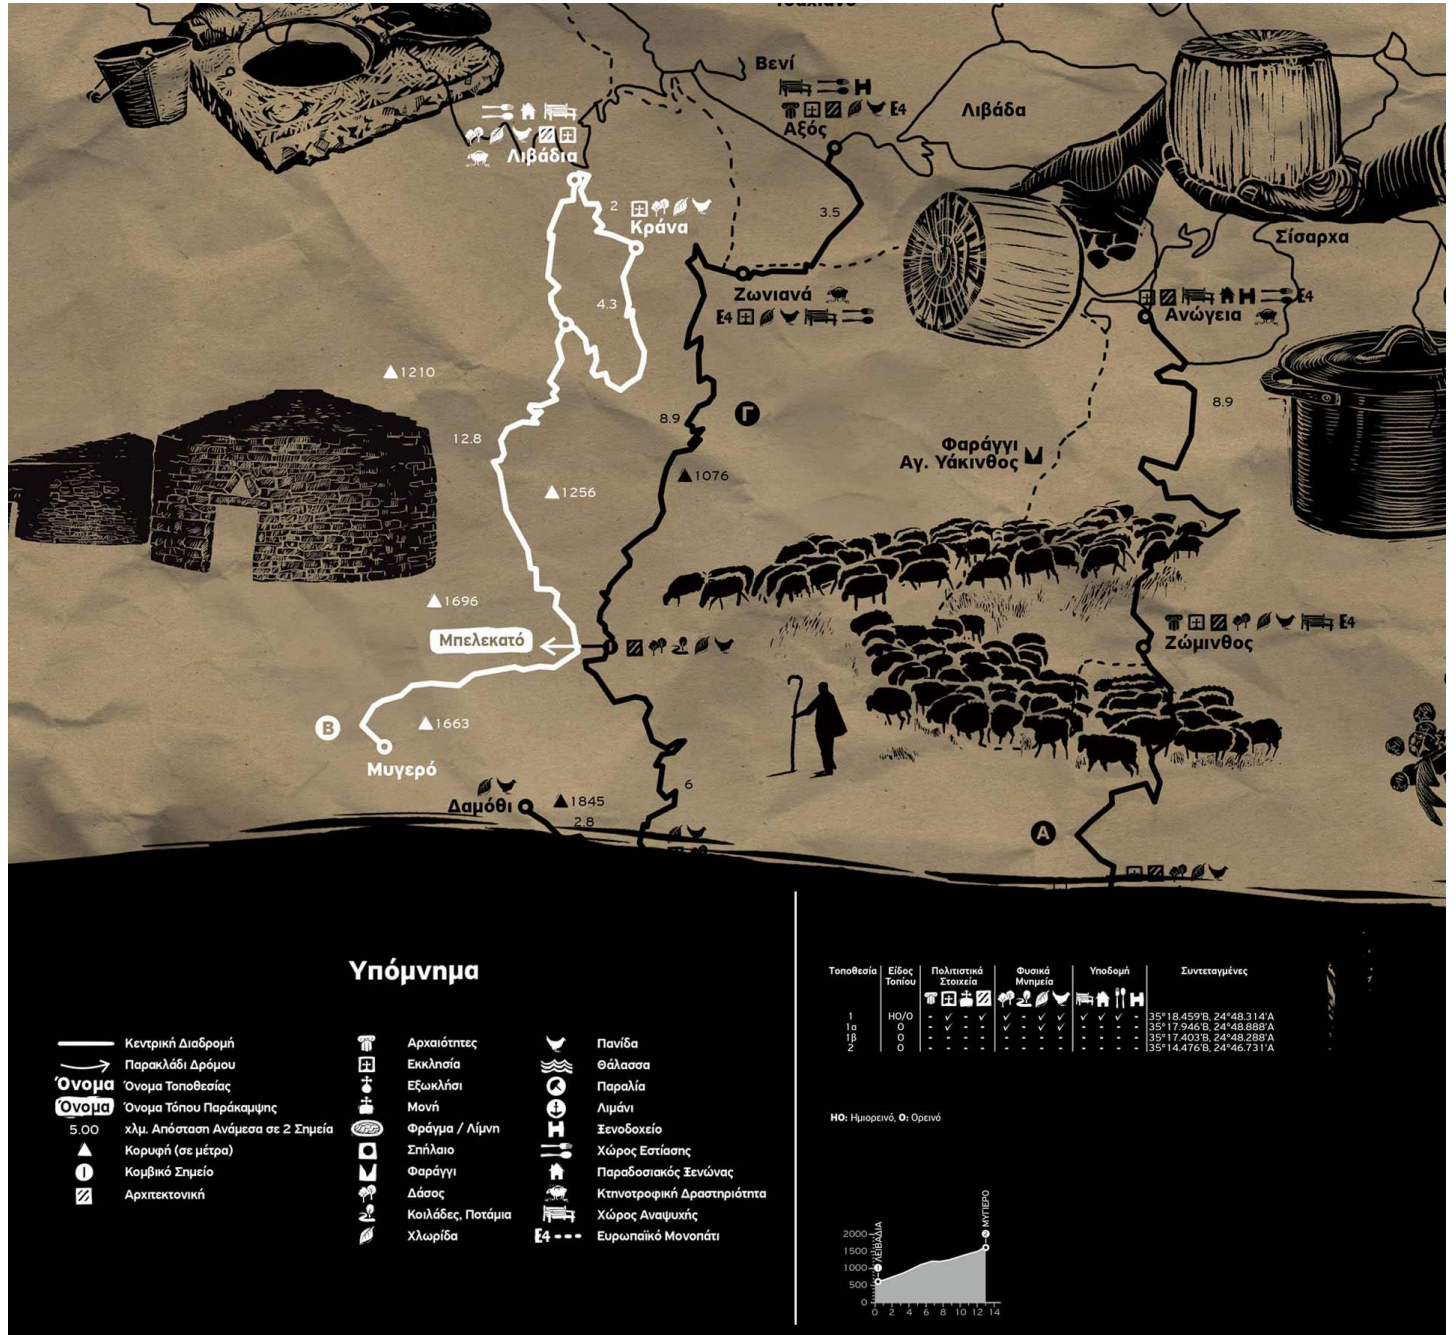 Βενί
E4
Αξός
Λιβάδα
Λιβάδια
2
Κράνα
3.5
Σίσαρχα
Ζωνιανά
E4
4.3
E4
Ανώγεια
1210
8.9
Γ
8.9
12.8
Φαράγγι
Αγ. Υάκινθος
1076
1256
1696
Μπελεκατό
E4
Ζώμινθος
Β
1663
Μυγερό
6
Δαμόθι
1845
2.8
Α
Υπόμνημα
Κεντρική Διαδρομή
Παρακλάδι Δρόμου
Όνομα Όνομα Τοποθεσίας
Όνομα Όνομα Τόπου Παράκαμψης
5.00 χλμ. Απόσταση Ανάμεσα σε 2 Σημεία
Κορυφή (σε μέτρα)
Κομβικό Σημείο
Αρχιτεκτονική
Αρχαιότητες
Εκκλησία
Εξωκλήσι
Μονή
Φράγμα / Λίμνη
Σπήλαιο
Φαράγγι
Δάσος
Κοιλάδες, Ποτάμια
Χλωρίδα
Πανίδα
Θάλασσα
Παραλία
Λιμάνι
Ξενοδοχείο
Χώρος Εστίασης
Παραδοσιακός Ξενώνας
Κτηνοτροφική Δραστηριότητα
Χώρος Αναψυχής
E4 Ευρωπαϊκό Μονοπάτι
Τοποθεσία Είδος Τοπίου Πολιτιστικά Στοιχεία Φυσικά Μνημεία Υποδομή Συντεταγμένες
1 ΗΟ/Ο - ✓ - ✓ ✓ - ✓ ✓ ✓ ✓ ✓ - 35°18.459'Β, 24°48.314'Α
1α Ο - ✓ - - ✓ - ✓ ✓ - - - - 35°17.946'Β, 24°48.888'Α
1β Ο - - - - - - - - - - - - 35°17.403'Β, 24°48.288'Α
2 Ο - - - - - - - - - - - - 35°14.476'Β, 24°46.731'Α
ΗΟ: Ημιορεινό, Ο: Ορεινό
ΛΕΙΒΑΔΙΑ
1
ΜΥΓΕΡΟ
2
2000
1500
1000
500
0
0 2 4 6 8 10 12 14